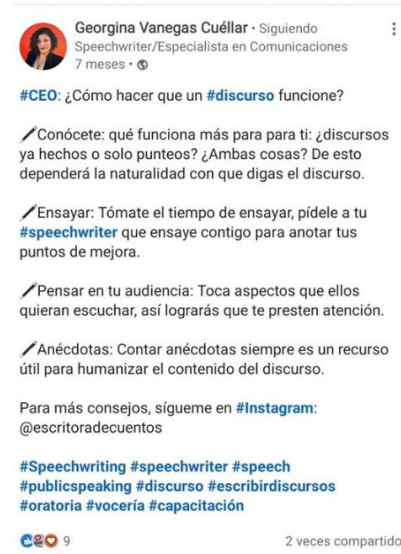 Georgina Vanegas Cuéllar · Siguiendo
Speechwriter/Especialista en Comunicaciones
7 meses ·
#CEO: ¿Cómo hacer que un #discurso funcione?
Conócete: qué funciona más para para ti: ¿discursos
ya hechos o solo punteos? ¿Ambas cosas? De esto
dependerá la naturalidad con que digas el discurso.
Ensayar: Tómate el tiempo de ensayar, pídele a tu
#speechwriter que ensaye contigo para anotar tus
puntos de mejora.
Pensar en tu audiencia: Toca aspectos que ellos
quieran escuchar, así lograrás que te presten atención.
Anécdotas: Contar anécdotas siempre es un recurso
útil para humanizar el contenido del discurso.
Para más consejos, sígueme en #Instagram:
@escritoradecuentos
#Speechwriting #speechwriter #speech
#publicspeaking #discurso #escribirdiscursos
#oratoria #vocería #capacitación
9
2 veces compartido